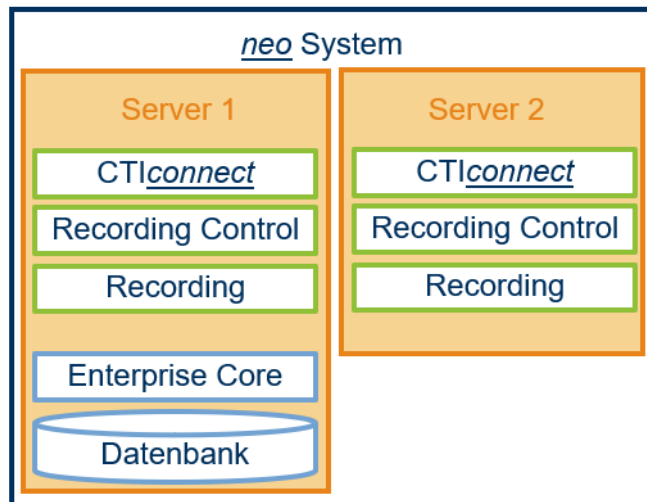 neo System
Server 1
CTIconnect
Recording Control
Recording
Enterprise Core
Datenbank
Server 2
CTIconnect
Recording Control
Recording